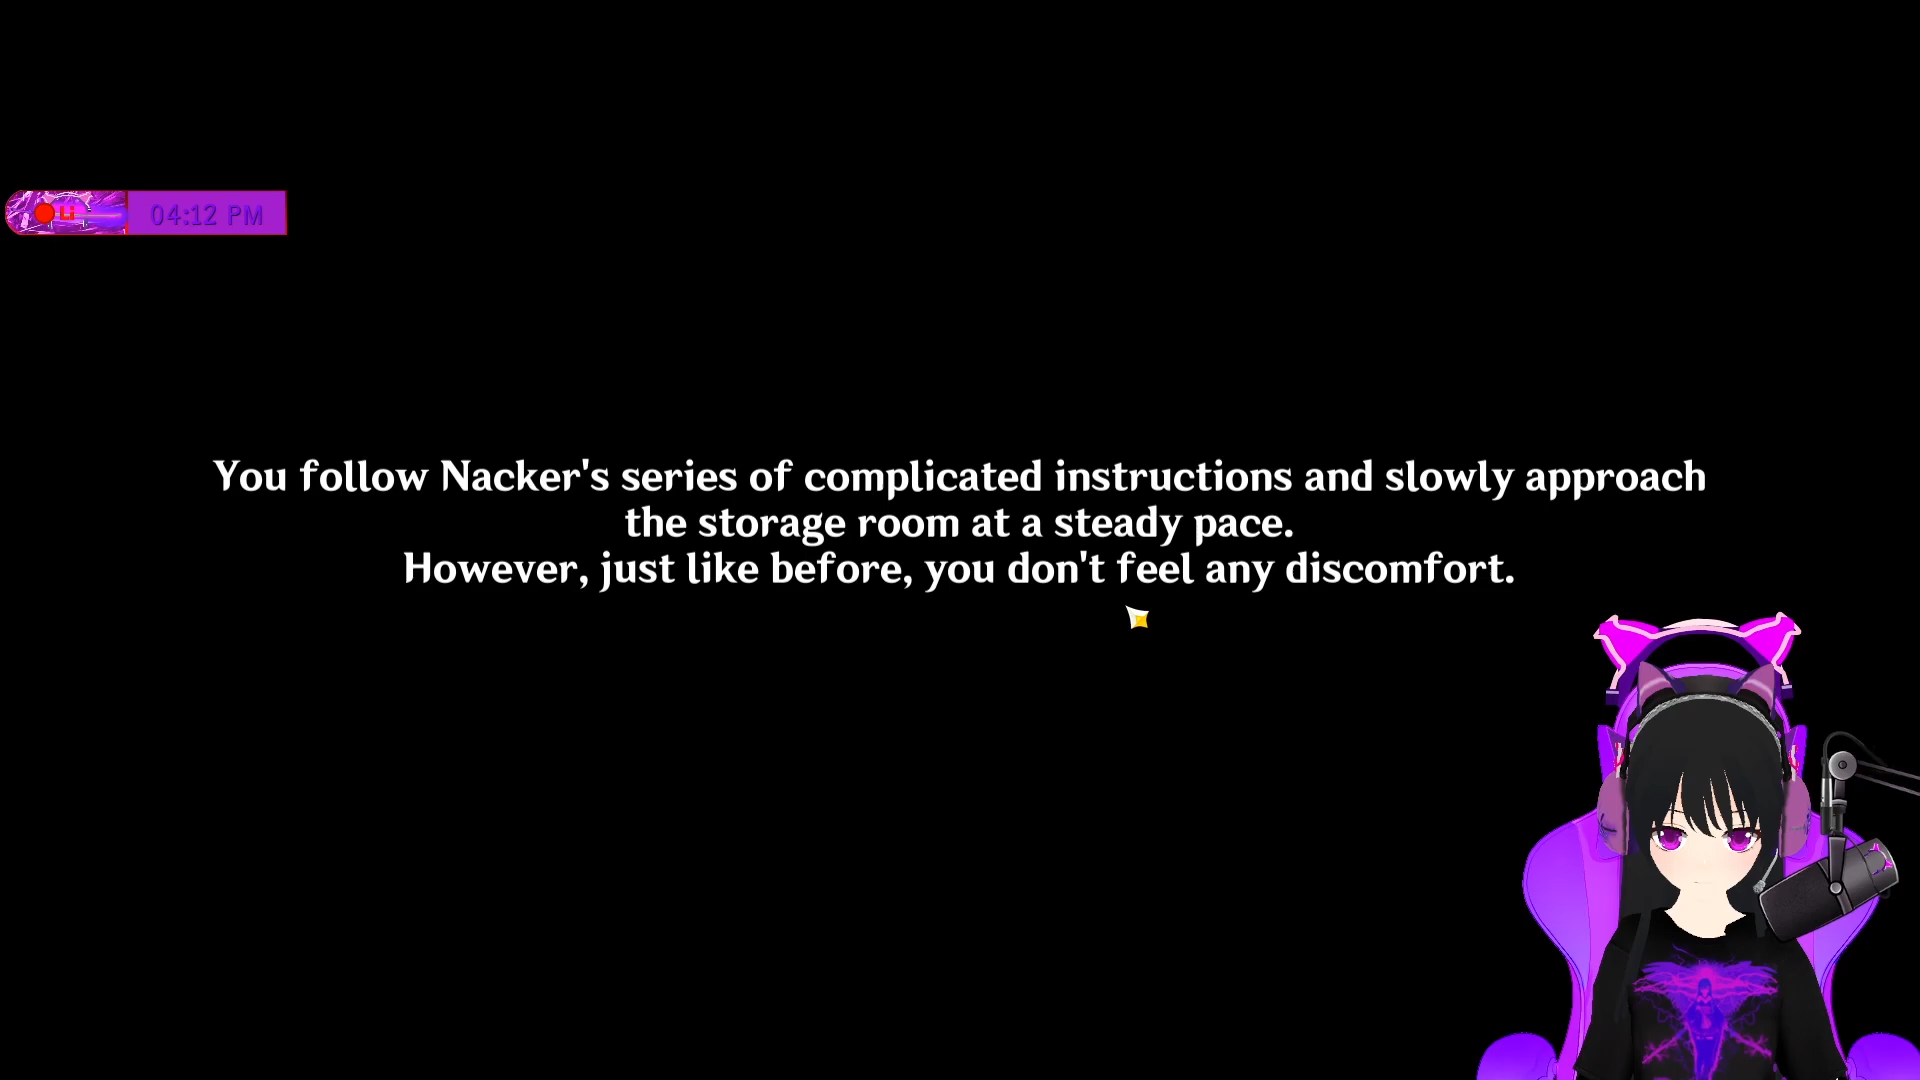 Li
04:12 PM
You follow Nacker's series of complicated instructions and slowly approach
the storage room at a steady pace.
However, just like before, you don't feel any discomfort.